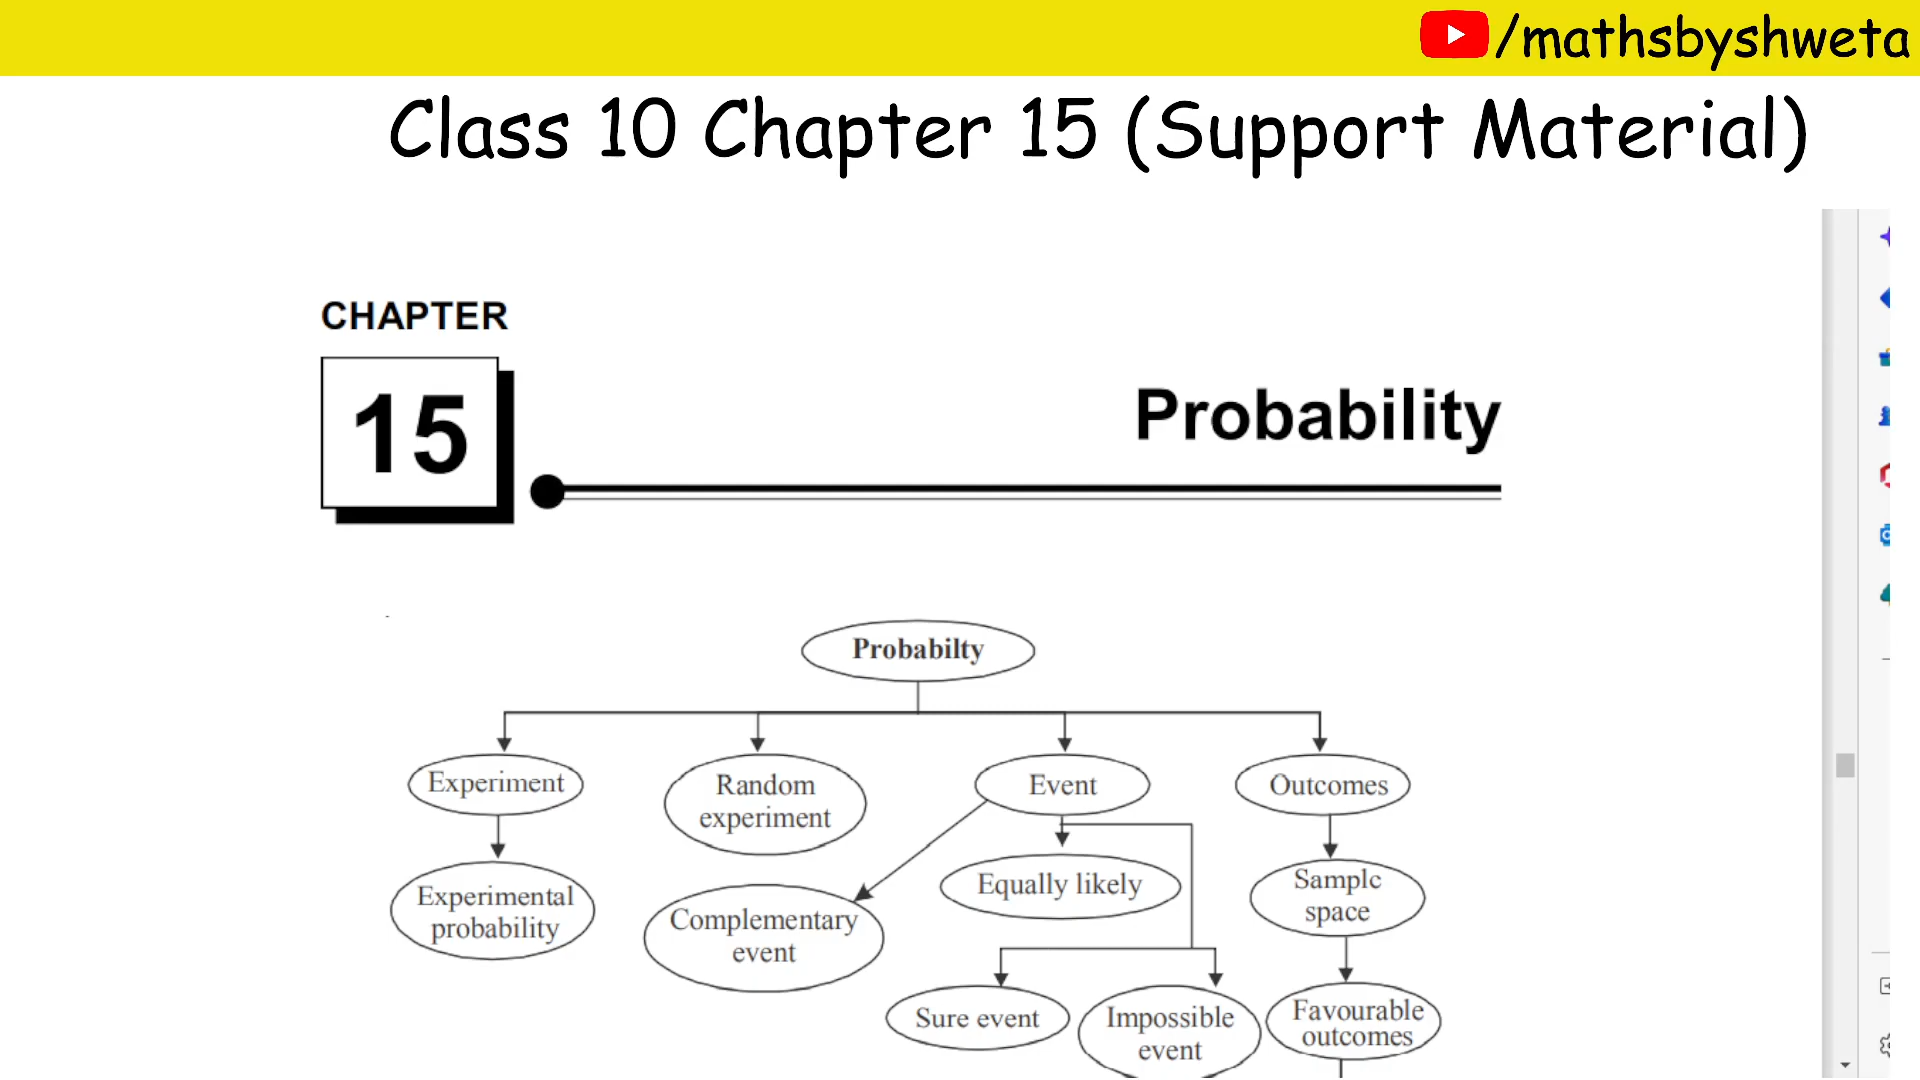 /mathsbyshweta
Class 10 Chapter 15 (Support Material)
CHAPTER
15
Probability
Probabilty
Experiment
Random
experiment
Event
Outcomes
Experimental
probability
Complementary
event
Equally likely
Sample
space
Sure event
Impossible
event
Favourable
outcomes